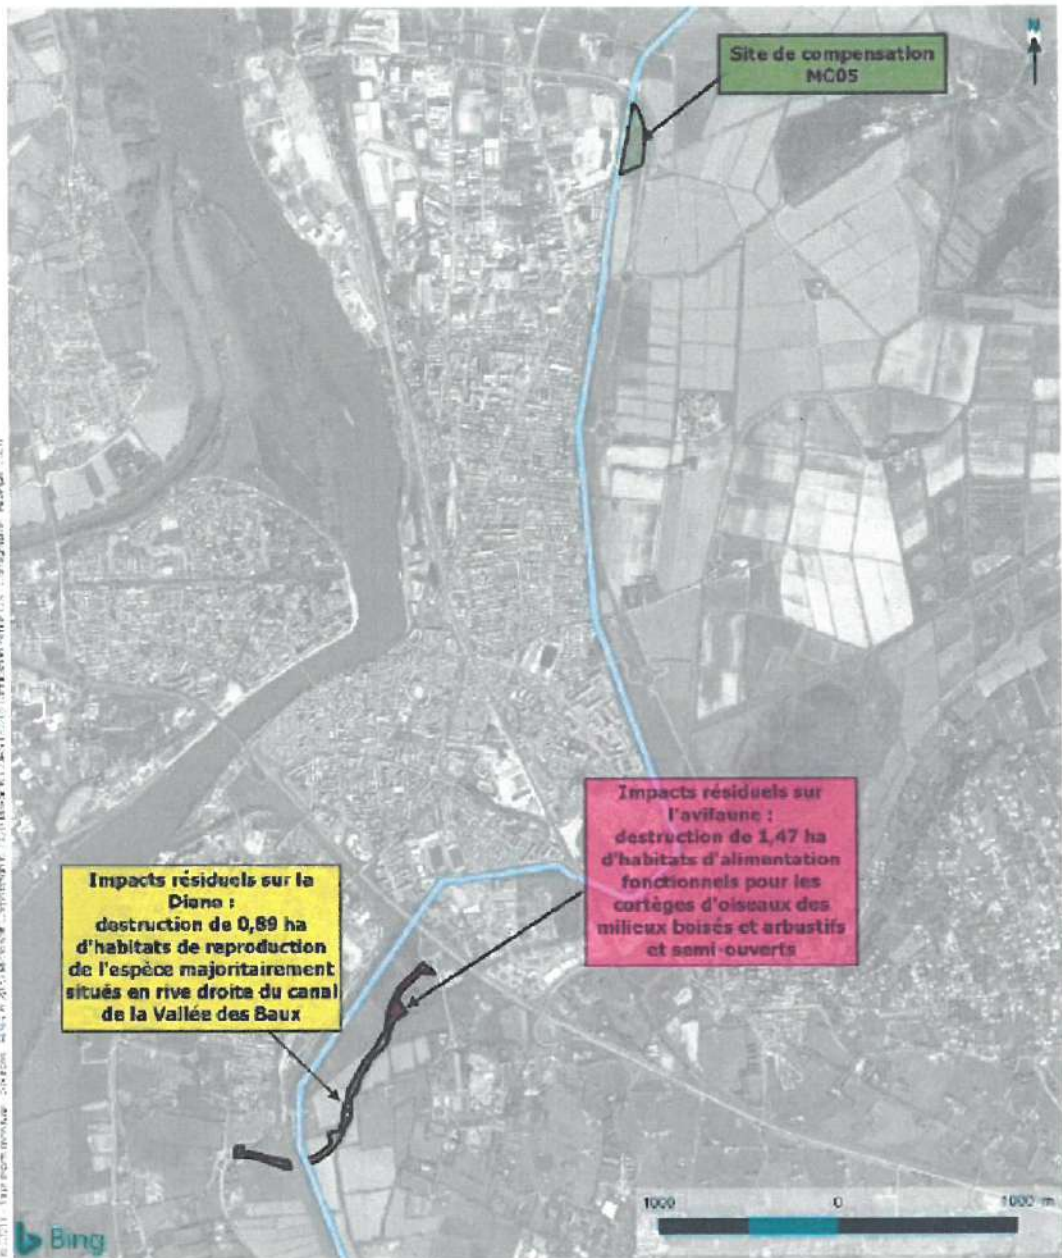 N
Site de compensation
MC05
Impacts résiduels sur
l'avifaune :
destruction de 1,47 ha
d'habitats d'alimentation
fonctionnels pour les
cortèges d'oiseaux des
milieux boisés et arbustifs
et semi-ouverts
Impacts résiduels sur la
Diane :
destruction de 0,89 ha
d'habitats de reproduction
de l'espèce majoritairement
situés en rive droite du canal
de la Vallée des Baux
1000 0 1000 m
Bing